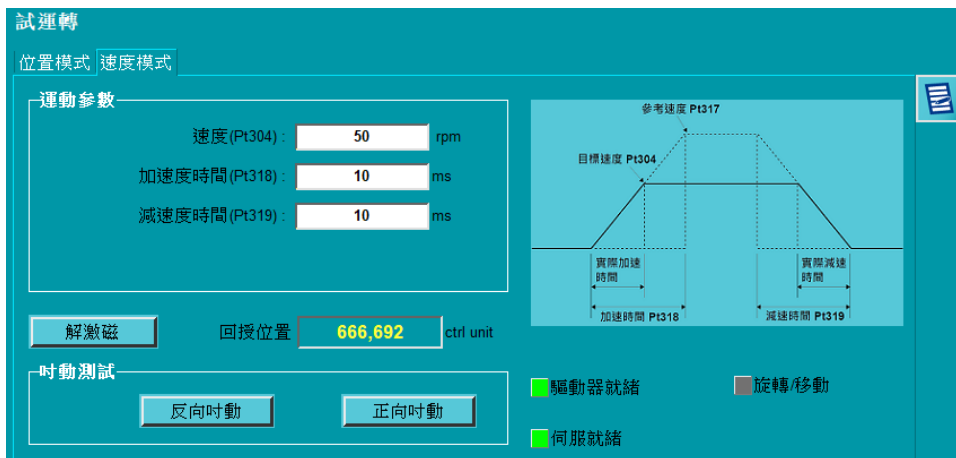 試運轉
位置模式 速度模式
運動參數
速度(Pt304) : 50 rpm
加速度時間(Pt318) : 10 ms
減速度時間(Pt319) : 10 ms
參考速度 Pt317
目標速度 Pt304
實際加速時間
實際減速時間
加速時間 Pt318
減速時間 Pt319
解激磁
回授位置 666,692 ctrl unit
吋動測試
反向吋動 正向吋動
驅動器就緒 旋轉/移動
伺服就緒